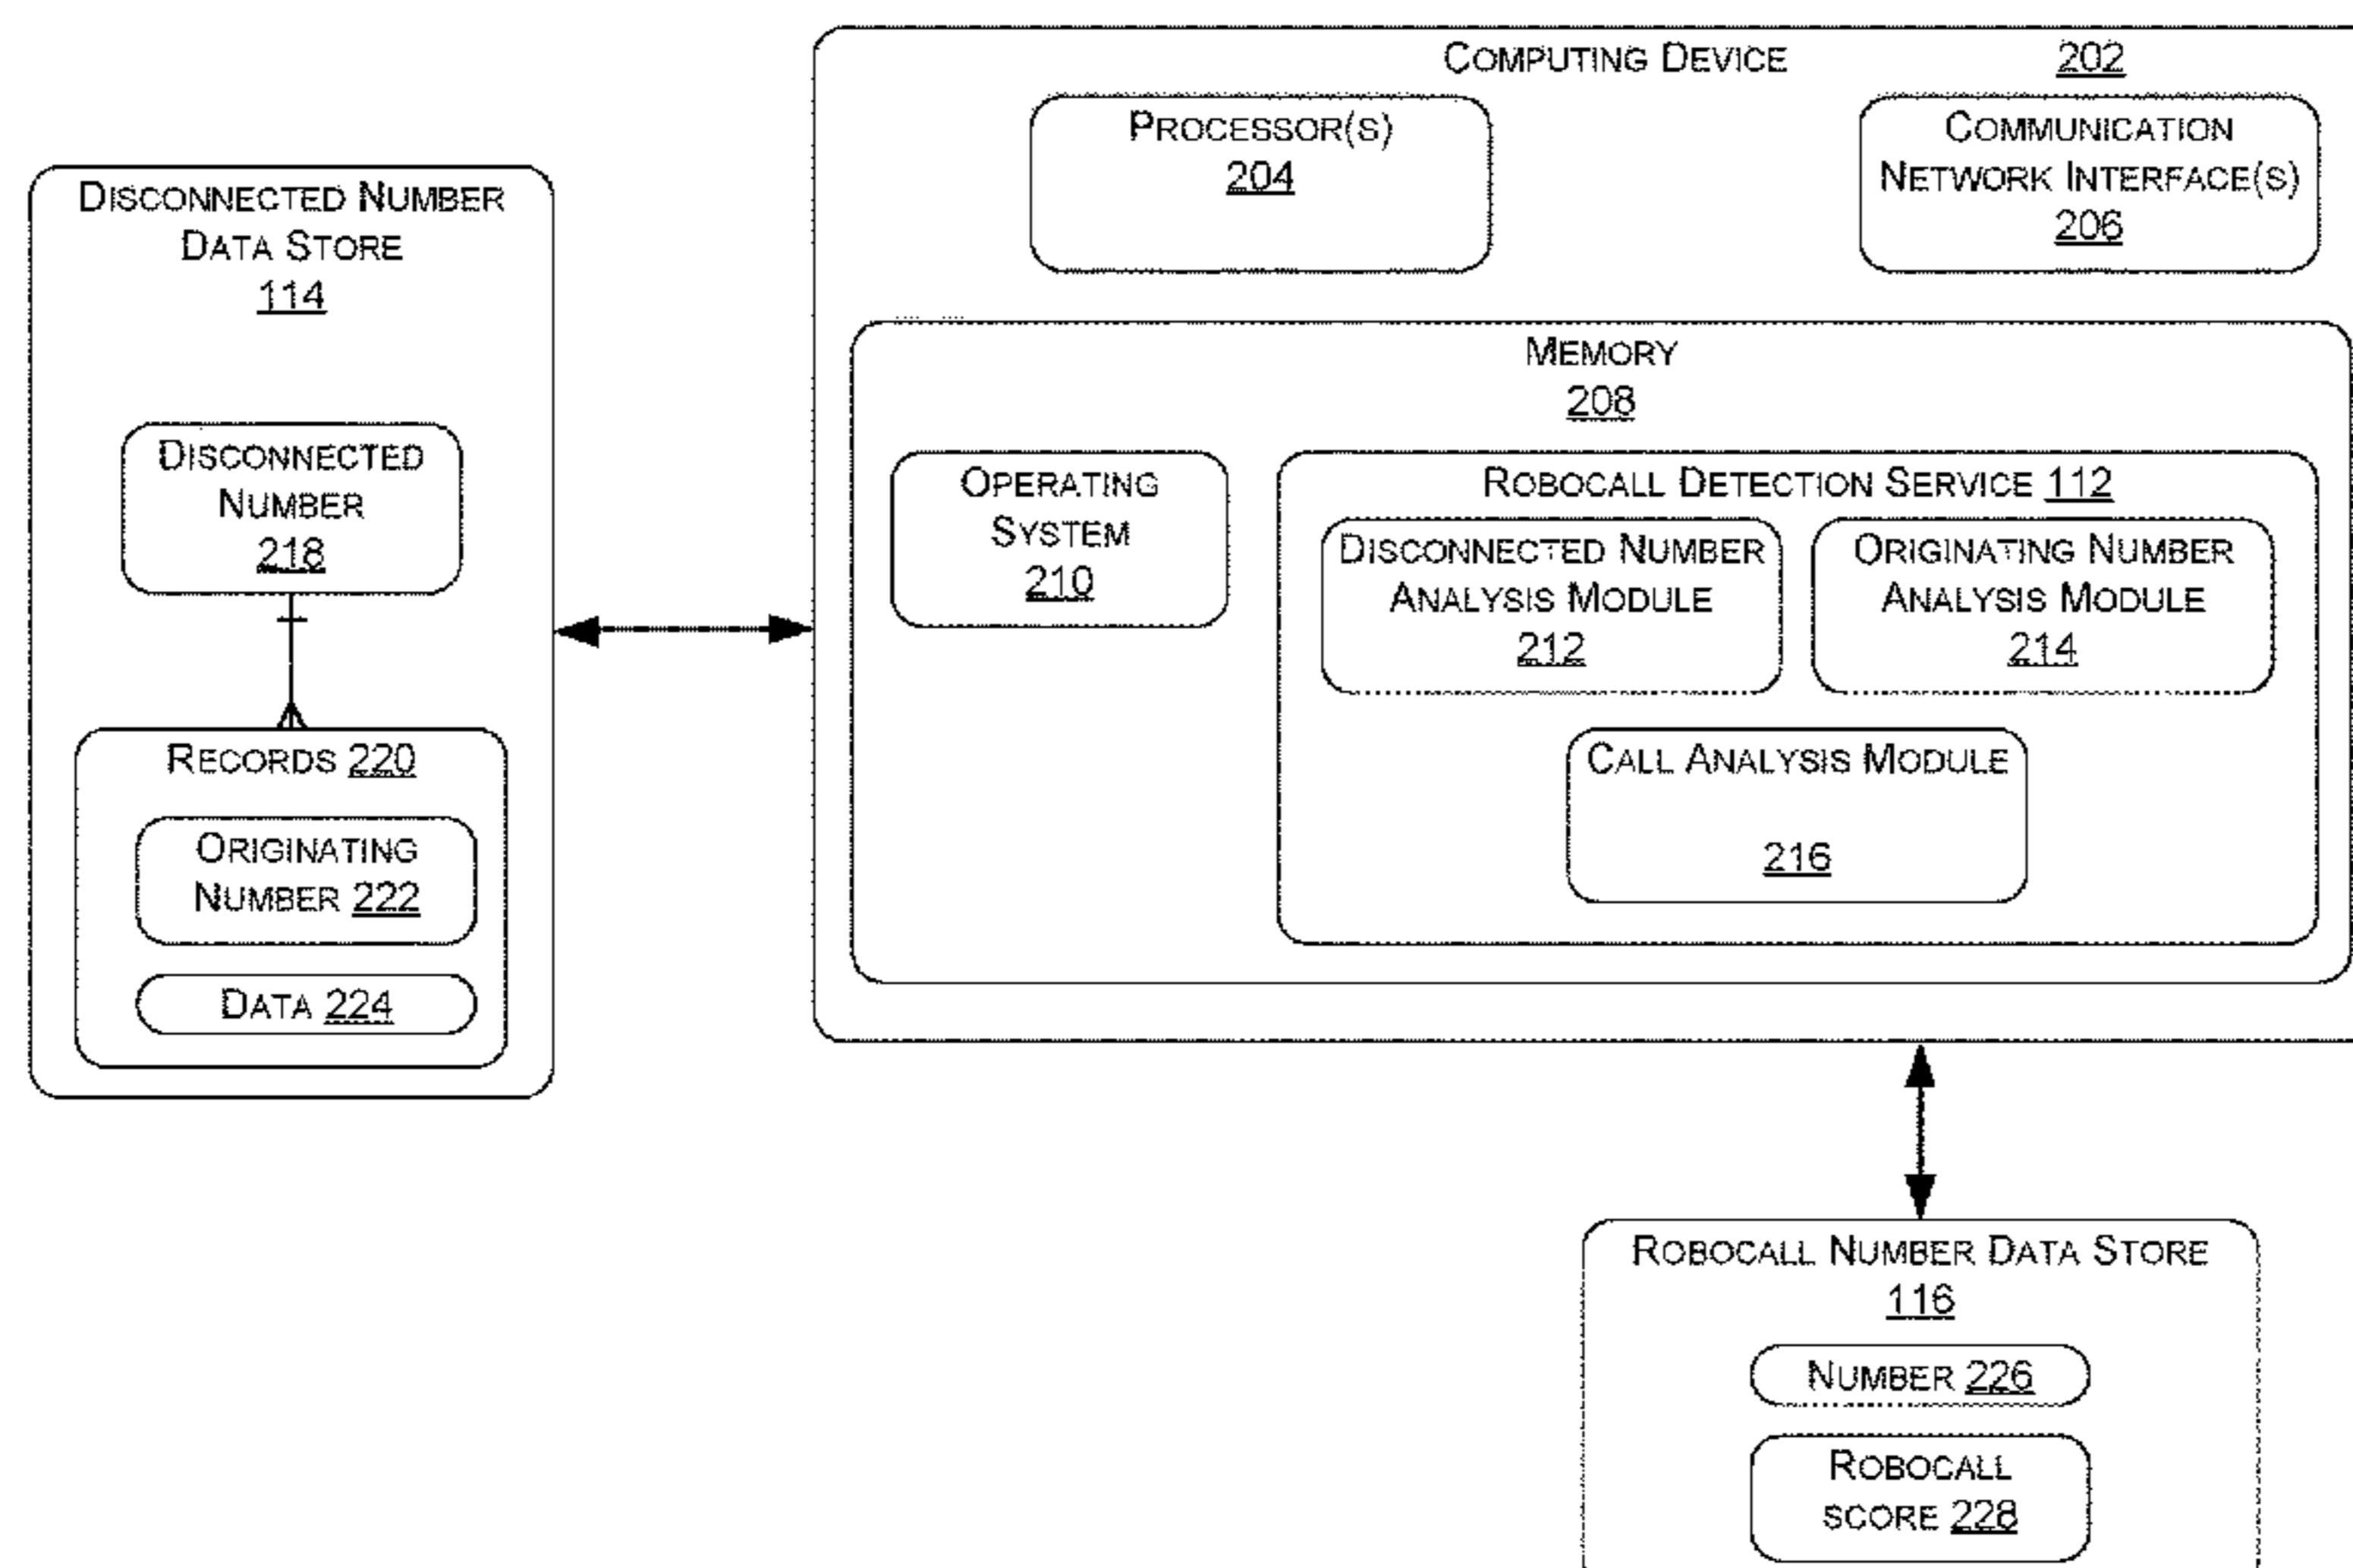 COMPUTING DEVICE 202
PROCESSOR(S)
204
COMMUNICATION
NETWORK INTERFACE(S)
206
DISCONNECTED NUMBER
DATA STORE
114
MEMORY
208
DISCONNECTED
NUMBER
218
OPERATING
SYSTEM
210
ROBOCALL DETECTION SERVICE 112
DISCONNECTED NUMBER
ANALYSIS MODULE
212
ORIGINATING NUMBER
ANALYSIS MODULE
214
CALL ANALYSIS MODULE
216
RECORDS 220
ORIGINATING
NUMBER 222
DATA 224
ROBOCALL NUMBER DATA STORE
116
NUMBER 226
ROBOCALL
SCORE 228